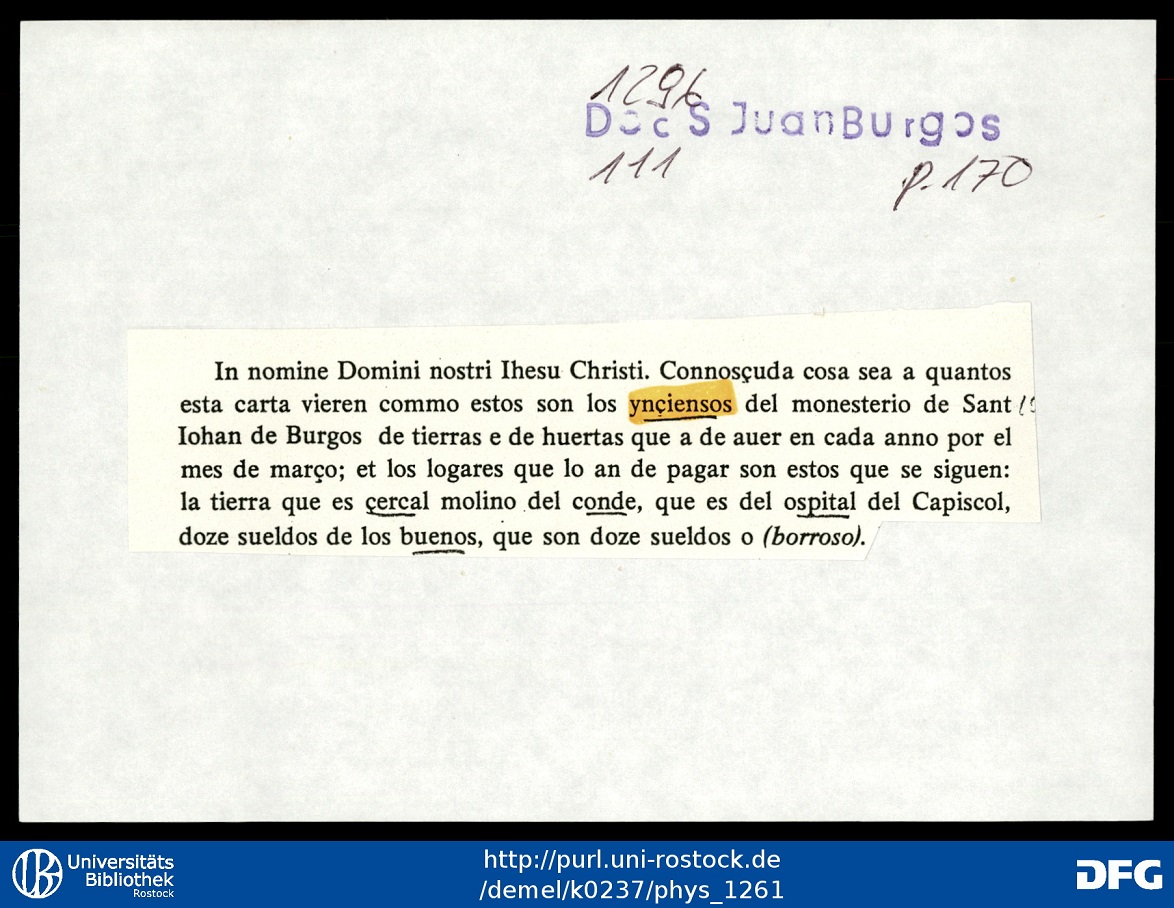 1296
Doc S Juan Burgos
111
p. 170
In nomine Domini nostri Ihesu Christi. Connosçuda cosa sea a quantos
esta carta vieren commo estos son los ynçiensos del monesterio de Sant
Iohan de Burgos de tierras e de huertas que a de auer en cada anno por el
mes de março; et los logares que lo an de pagar son estos que se siguen:
la tierra que es çercal molino del conde, que es del ospital del Capiscol,
doze sueldos de los buenos, que son doze sueldos o (borroso).
Universitäts
Bibliothek
Rostock
http://purl.uni-rostock.de
/demel/k0237/phys_1261
DFG